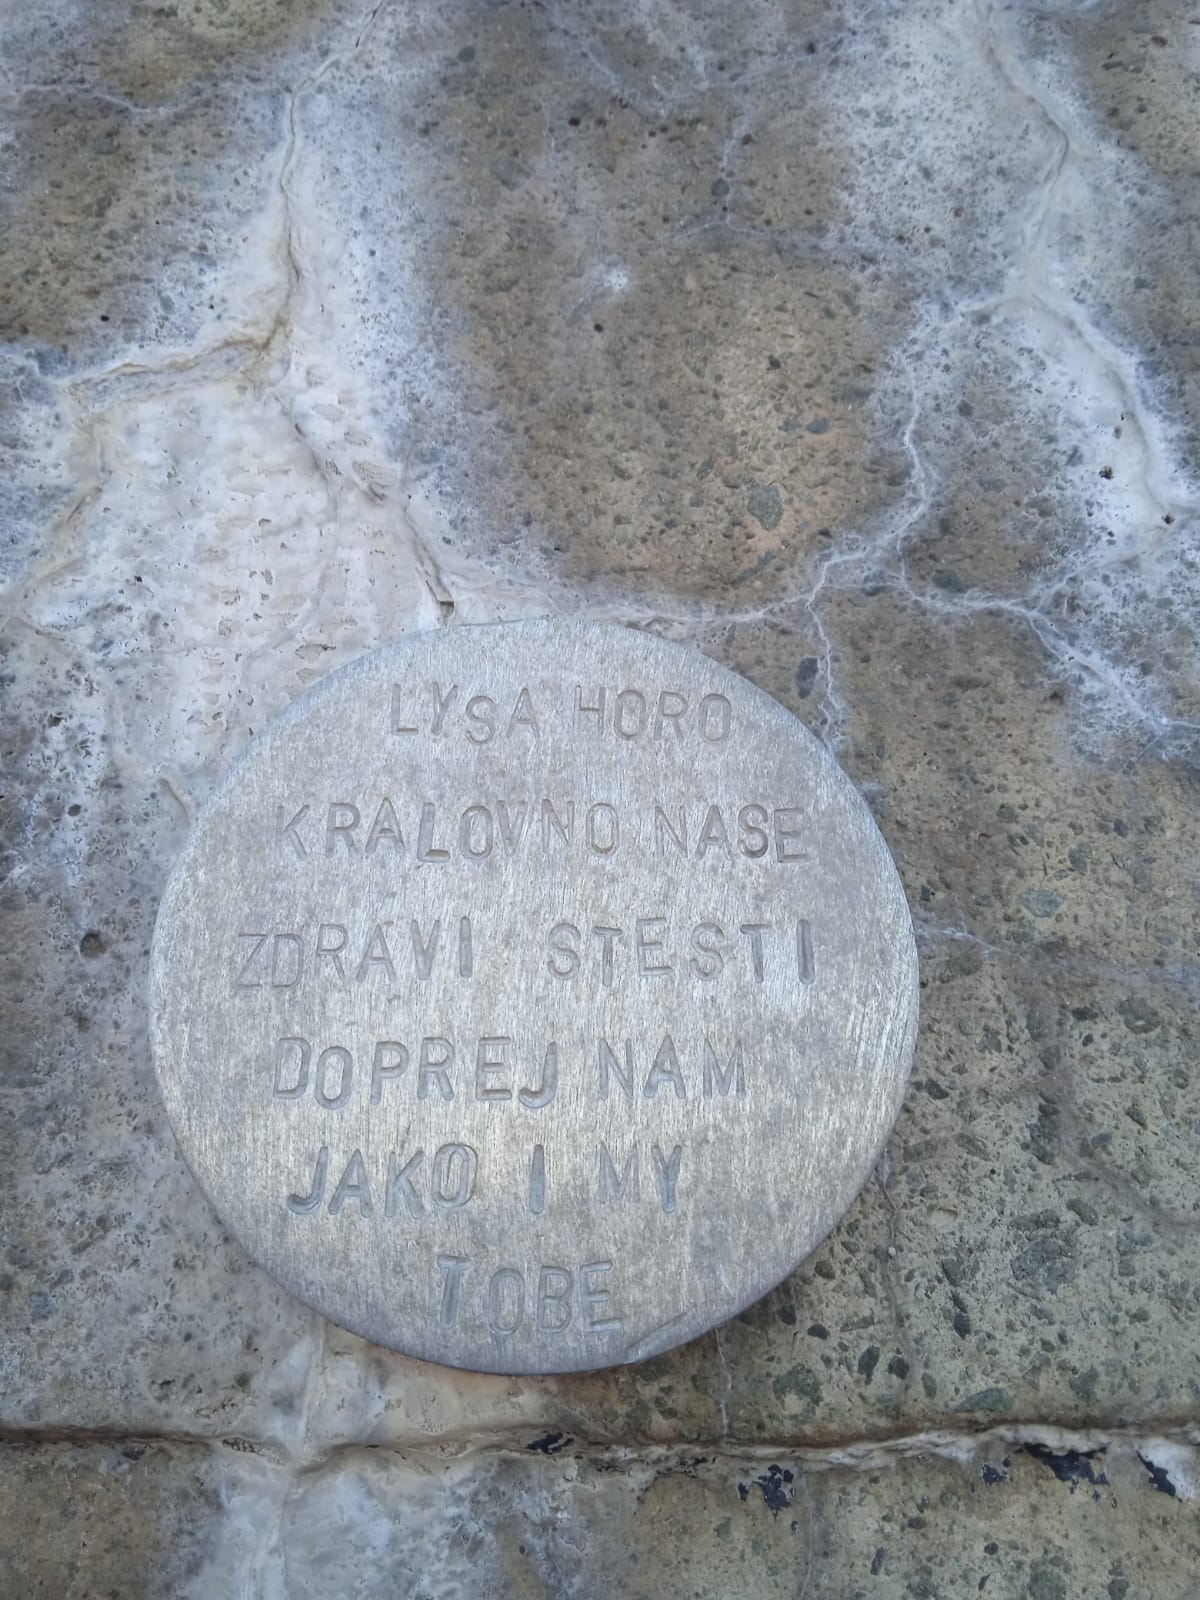 LYSA HORO
KRALOVNO NASE
ZDRAVI STESTI
DOPREJ NAM
JAKO I MY
TOBE